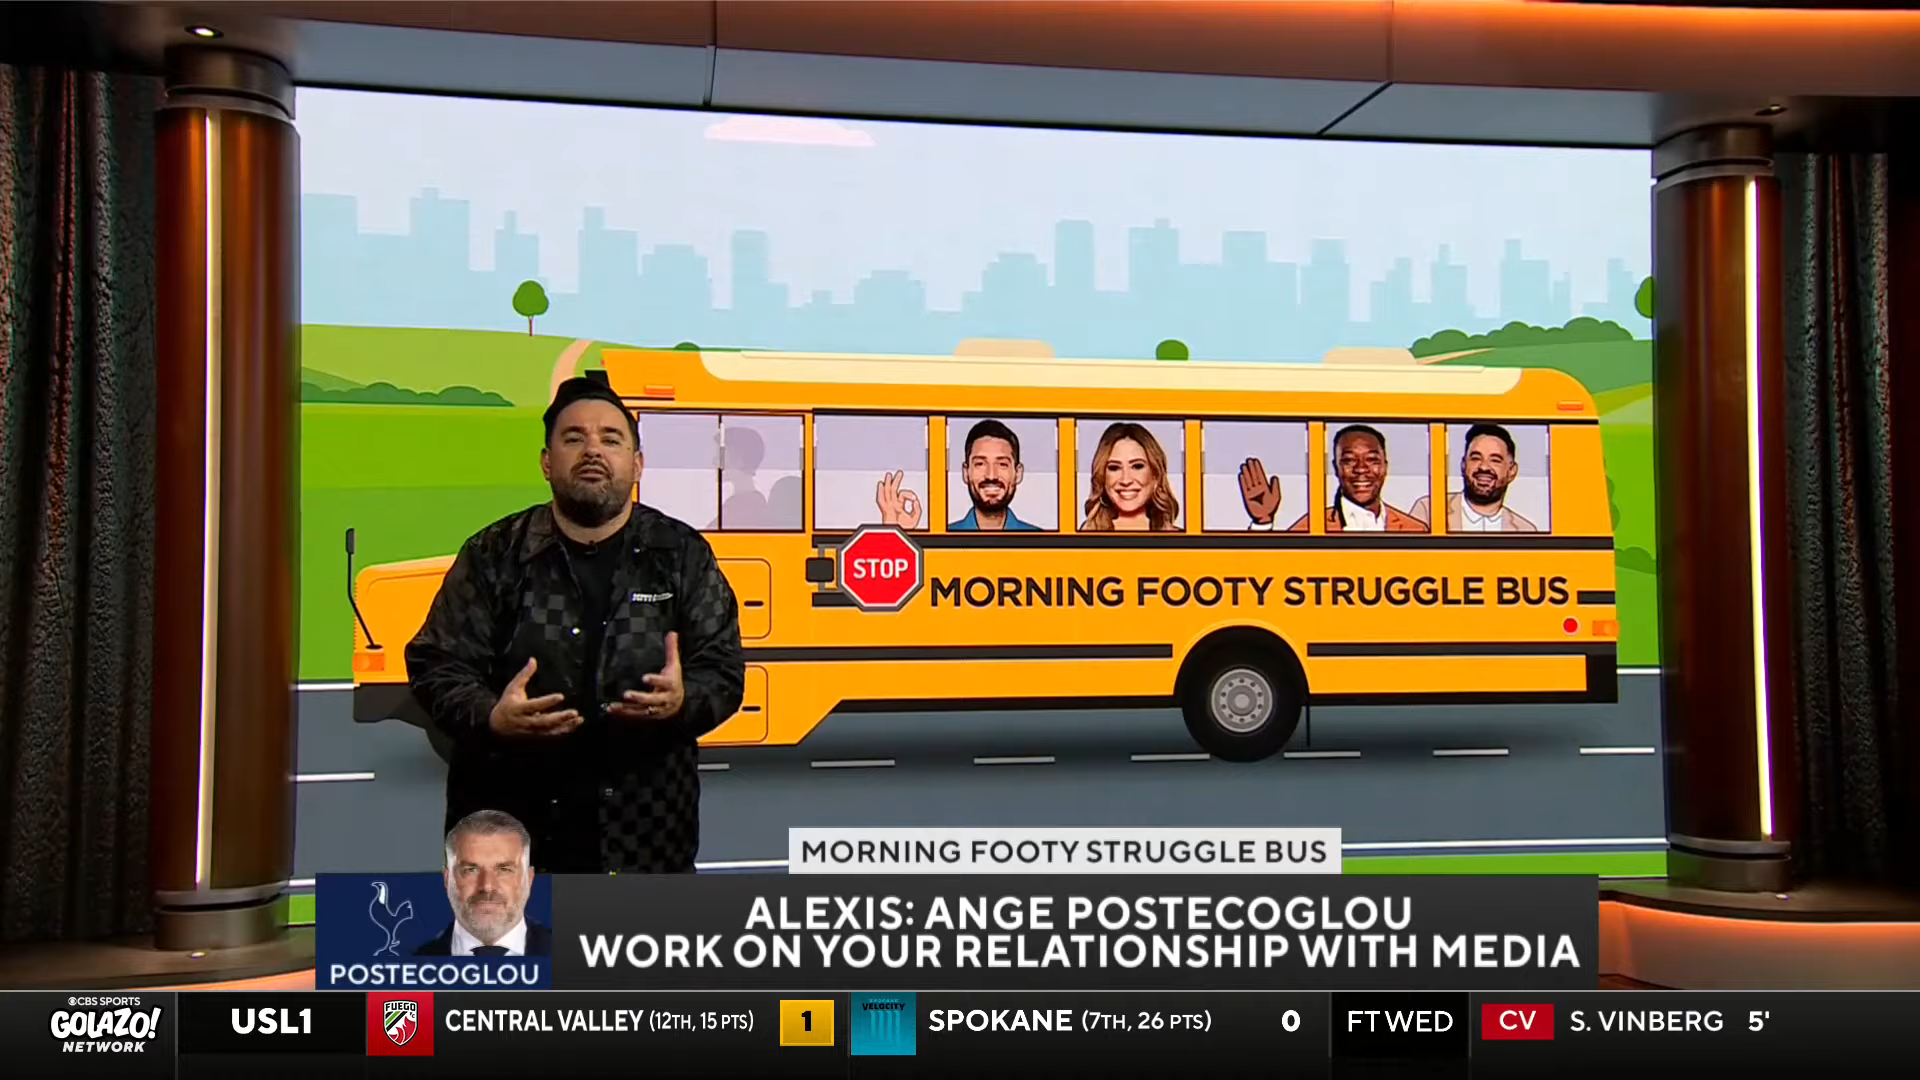 STOP
MORNING FOOTY STRUGGLE BUS
MORNING FOOTY STRUGGLE BUS
ALEXIS: ANGE POSTECOGLOU
WORK ON YOUR RELATIONSHIP WITH MEDIA
POSTECOGLOU
CBS SPORTS
GOLAZO!
NETWORK
USL1
FUEGO
CENTRAL VALLEY (12TH, 15 PTS)
1
SPOKANE
VELOCITY
SPOKANE (7TH, 26 PTS)
0
FT WED
CV
S. VINBERG 5'